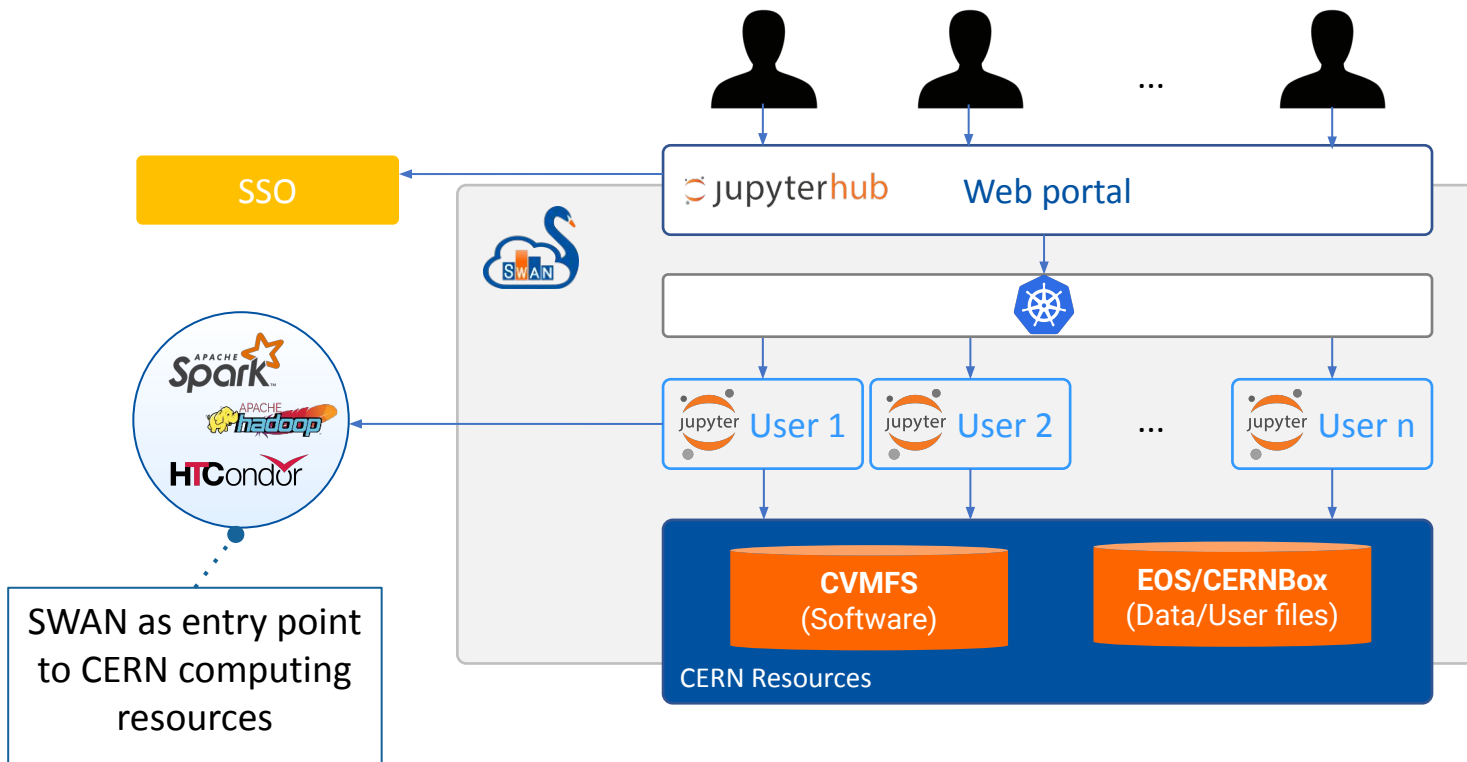 ...
SSO
jupyterhub Web portal
SWAN
APACHE
Spark™
APACHE
hadoop
HTCondor
jupyter User 1
jupyter User 2
...
jupyter User n
CVMFS
(Software)
EOS/CERNBox
(Data/User files)
CERN Resources
SWAN as entry point
to CERN computing
resources